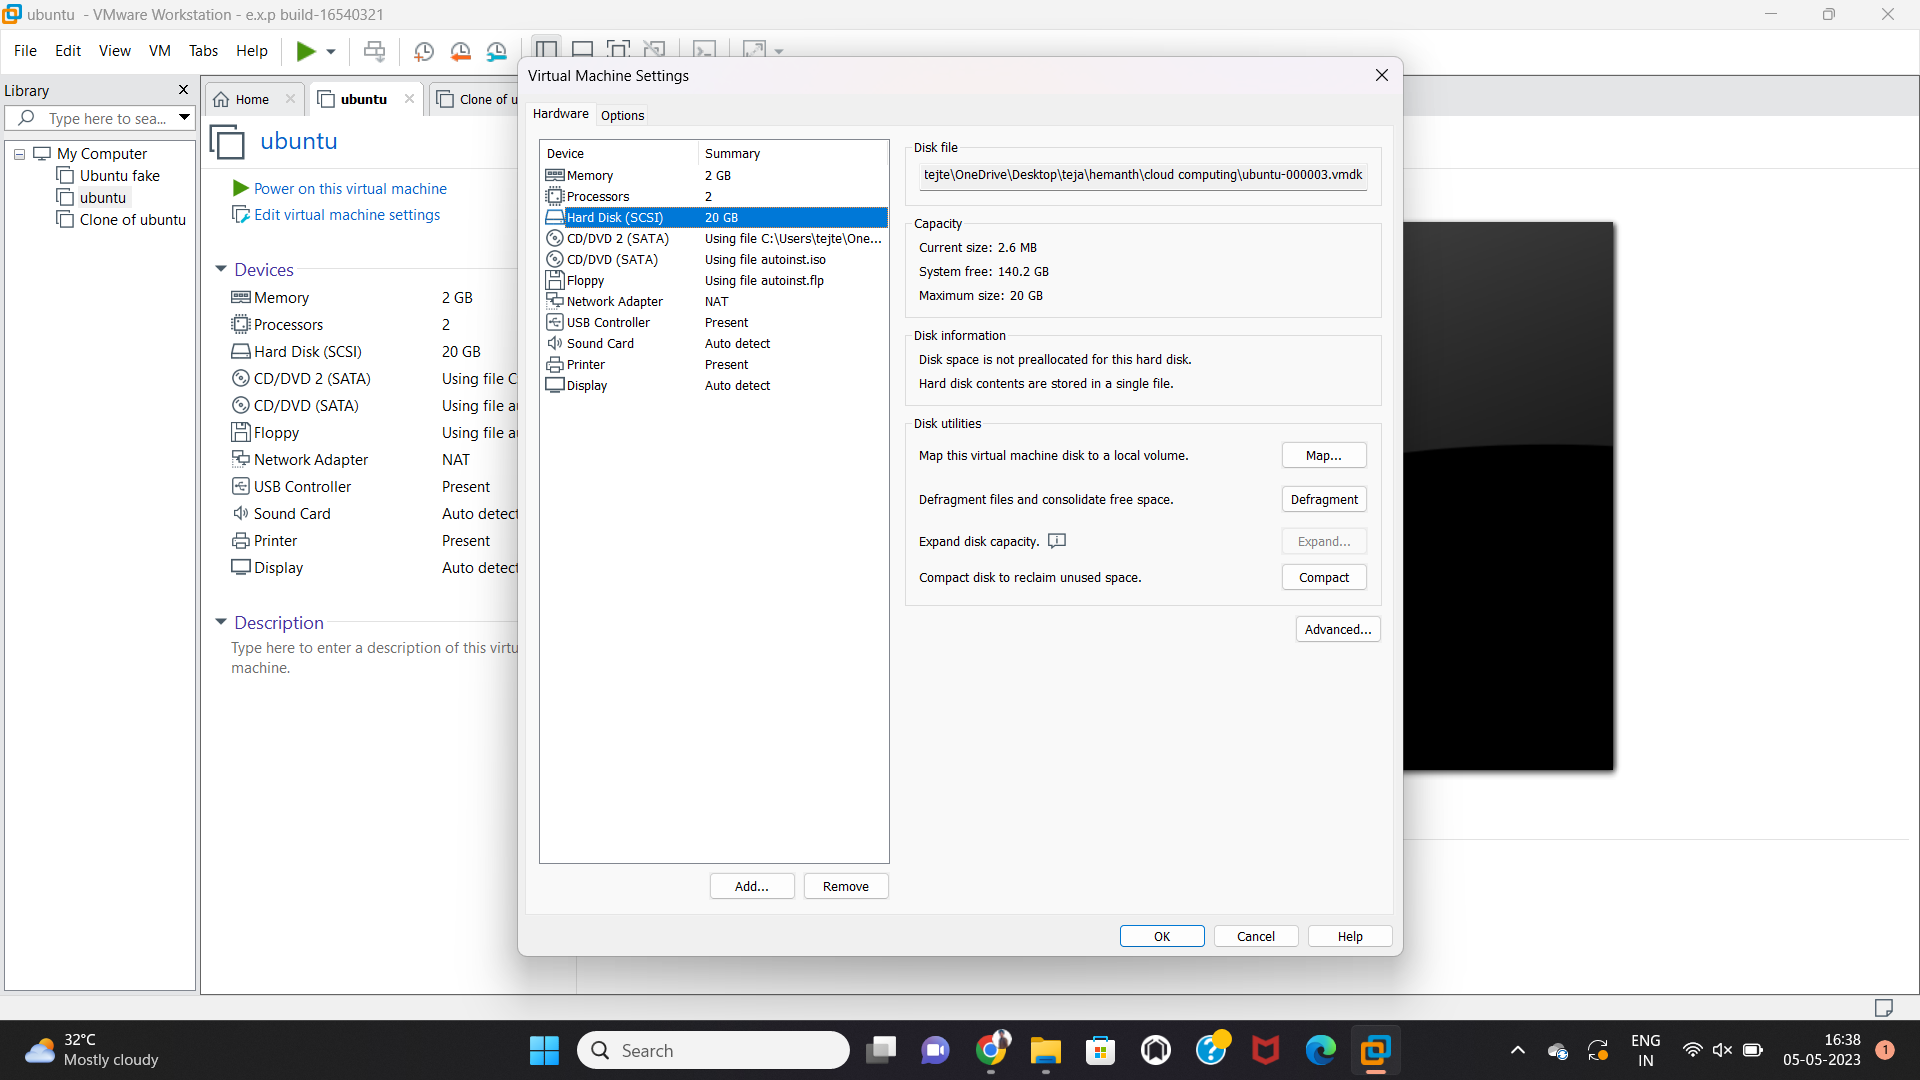 ubuntu - VMware Workstation - e.x.p build-16540321
File Edit View VM Tabs Help
Library
Type here to sea...
My Computer
Ubuntu fake
ubuntu
Clone of ubuntu
Home
ubuntu
Clone of u
ubuntu
Power on this virtual machine
Edit virtual machine settings
Devices
Memory 2 GB
Processors 2
Hard Disk (SCSI) 20 GB
CD/DVD 2 (SATA) Using file C
CD/DVD (SATA) Using file a
Floppy Using file a
Network Adapter NAT
USB Controller Present
Sound Card Auto detect
Printer Present
Display Auto detect
Description
Type here to enter a description of this virtu
machine.
Virtual Machine Settings
Hardware Options
Device Summary
Memory 2 GB
Processors 2
Hard Disk (SCSI) 20 GB
CD/DVD 2 (SATA) Using file C:\Users\tejte\One...
CD/DVD (SATA) Using file autoinst.iso
Floppy Using file autoinst.flp
Network Adapter NAT
USB Controller Present
Sound Card Auto detect
Printer Present
Display Auto detect
Add... Remove
Disk file
tejte\OneDrive\Desktop\teja\hemanth\cloud computing\ubuntu-000003.vmdk
Capacity
Current size: 2.6 MB
System free: 140.2 GB
Maximum size: 20 GB
Disk information
Disk space is not preallocated for this hard disk.
Hard disk contents are stored in a single file.
Disk utilities
Map this virtual machine disk to a local volume. Map...
Defragment files and consolidate free space. Defragment
Expand disk capacity. Expand...
Compact disk to reclaim unused space. Compact
Advanced...
OK Cancel Help
32°C
Mostly cloudy
Search
ENG
IN
16:38
05-05-2023
1